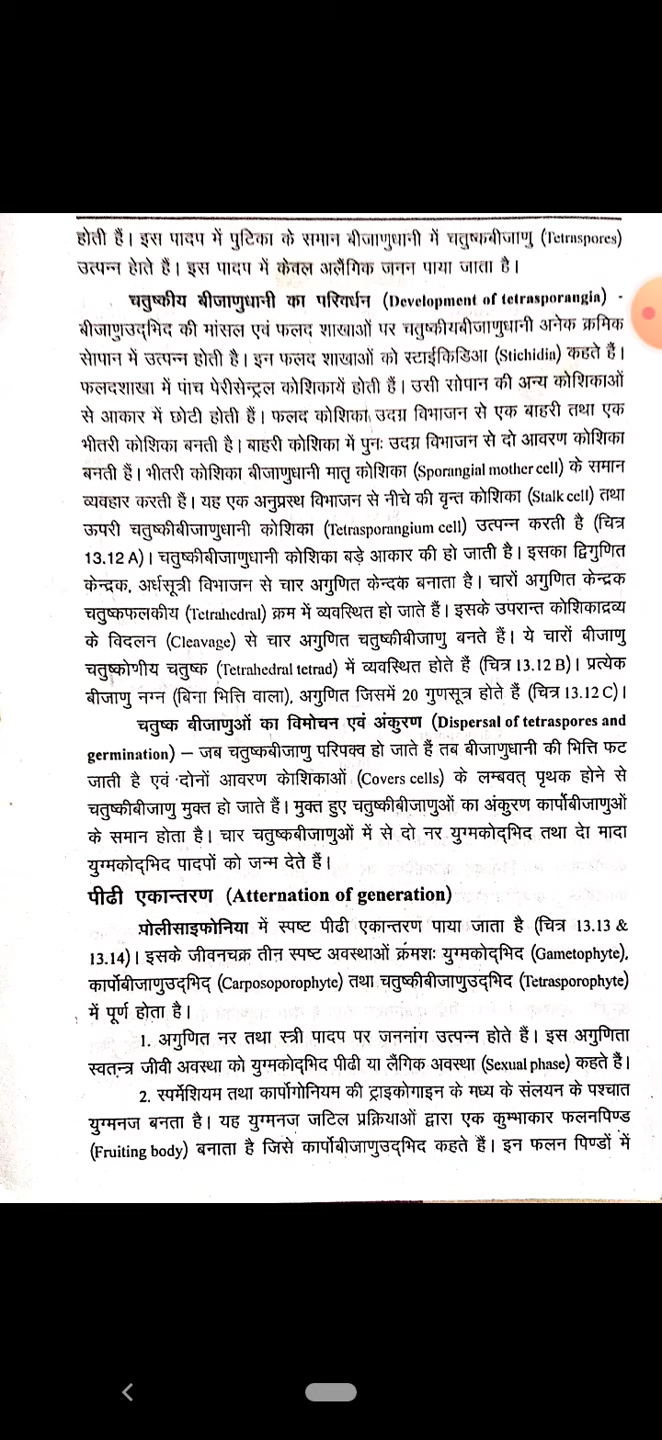 होती हैं। इस पादप में पुटिका के समान बीजाणुधानी में चतुष्कबीजाणु (Tetraspores)
उत्पन्न हेाते हैं। इस पादप में केवल अलैंगिक जनन पाया जाता है।
चतुष्कीय बीजाणुधानी का परिवर्धन (Development of tetrasporangia) -
बीजाणुउद्भिद की मांसल एवं फलद शाखाओं पर चतुष्कीयबीजाणुधानी अनेक क्रमिक
सेापान में उत्पन्न होती है। इन फलद शाखाओं को स्टाईकिडिआ (Stichidia) कहते हैं।
फलदशाखा में पांच पेरीसेन्ट्रल कोशिकायें होती हैं। उसी सोपान की अन्य कोशिकाओं
से आकार में छोटी होती हैं। फलद कोशिका उदग्र विभाजन से एक बाहरी तथा एक
भीतरी कोशिका बनती है। बाहरी कोशिका में पुनः उदग्र विभाजन से दो आवरण कोशिका
बनती हैं। भीतरी कोशिका बीजाणुधानी मातृ कोशिका (Sporangial mother cell) के समान
व्यवहार करती हैं। यह एक अनुप्रस्थ विभाजन से नीचे की वृन्त कोशिका (Stalk cell) तथा
ऊपरी चतुष्कीबीजाणुधानी कोशिका (Tetrasporangium cell) उत्पन्न करती है (चित्र
13.12 A)। चतुष्कीबीजाणुधानी कोशिका बड़े आकार की हो जाती है। इसका द्विगुणित
केन्द्रक, अर्धसूत्री विभाजन से चार अगुणित केन्दक बनाता है। चारों अगुणित केन्द्रक
चतुष्कफलकीय (Tetrahedral) क्रम में व्यवस्थित हो जाते हैं। इसके उपरान्त कोशिकाद्रव्य
के विदलन (Cleavage) से चार अगुणित चतुष्कीबीजाणु बनते हैं। ये चारों बीजाणु
चतुष्कोणीय चतुष्क (Tetrahedral tetrad) में व्यवस्थित होते हैं (चित्र 13.12 B)। प्रत्येक
बीजाणु नग्न (बिना भित्ति वाला), अगुणित जिसमें 20 गुणसूत्र होते हैं (चित्र 13.12 C)।
चतुष्क बीजाणुओं का विमोचन एवं अंकुरण (Dispersal of tetraspores and
germination) – जब चतुष्कबीजाणु परिपक्व हो जाते हैं तब बीजाणुधानी की भित्ति फट
जाती है एवं दोनों आवरण केाशिकाओं (Covers cells) के लम्बवत् पृथक होने से
चतुष्कीबीजाणु मुक्त हो जाते हैं। मुक्त हुए चतुष्कीबीजाणुओं का अंकुरण कार्पोबीजाणुओं
के समान होता है। चार चतुष्कबीजाणुओं में से दो नर युग्मकोद्भिद तथा देा मादा
युग्मकोद्भिद पादपों को जन्म देते हैं।
पीढी एकान्तरण (Atternation of generation)
पोलीसाइफोनिया में स्पष्ट पीढी एकान्तरण पाया जाता है (चित्र 13.13 &
13.14)। इसके जीवनचक्र तीन स्पष्ट अवस्थाओं क्रमशः युग्मकोद्भिद (Gametophyte),
कार्पोबीजाणुउद्भिद् (Carposoporophyte) तथा चतुष्कीबीजाणुउद्भिद (Tetrasporophyte)
में पूर्ण होता है।
1. अगुणित नर तथा स्त्री पादप पर जननांग उत्पन्न होते हैं। इस अगुणिता
स्वतन्त्र जीवी अवस्था को युग्मकोद्भिद पीढी या लैंगिक अवस्था (Sexual phase) कहते हैं।
2. स्पर्मेशियम तथा कार्पोगोनियम की ट्राइकोगाइन के मध्य के संलयन के पश्चात
युग्मनज बनता है। यह युग्मनज जटिल प्रक्रियाओं द्वारा एक कुम्भाकार फलनपिण्ड
(Fruiting body) बनाता है जिसे कार्पोबीजाणुउद्भिद कहते हैं। इन फलन पिण्डों में